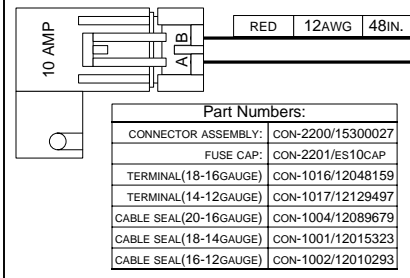 10 AMP
B
A
RED 12AWG 48IN.
Part Numbers:
CONNECTOR ASSEMBLY: CON-2200/15300027
FUSE CAP: CON-2201/ES10CAP
TERMINAL(18-16GAUGE) CON-1016/12048159
TERMINAL(14-12GAUGE) CON-1017/12129497
CABLE SEAL(20-16GAUGE) CON-1004/12089679
CABLE SEAL(18-14GAUGE) CON-1001/12015323
CABLE SEAL(16-12GAUGE) CON-1002/12010293